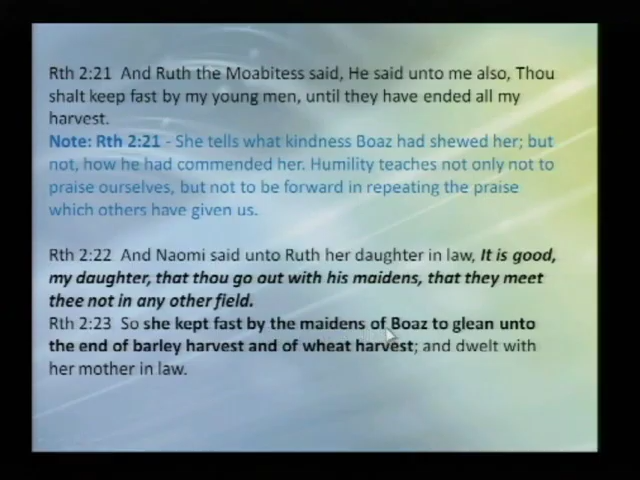 Rth 2:21 And Ruth the Moabitess said, He said unto me also, Thou
shalt keep fast by my young men, until they have ended all my
harvest.
Note: Rth 2:21 - She tells what kindness Boaz had shewed her; but
not, how he had commended her. Humility teaches not only not to
praise ourselves, but not to be forward in repeating the praise
which others have given us.
Rth 2:22 And Naomi said unto Ruth her daughter in law, It is good,
my daughter, that thou go out with his maidens, that they meet
thee not in any other field.
Rth 2:23 So she kept fast by the maidens of Boaz to glean unto
the end of barley harvest and of wheat harvest; and dwelt with
her mother in law.